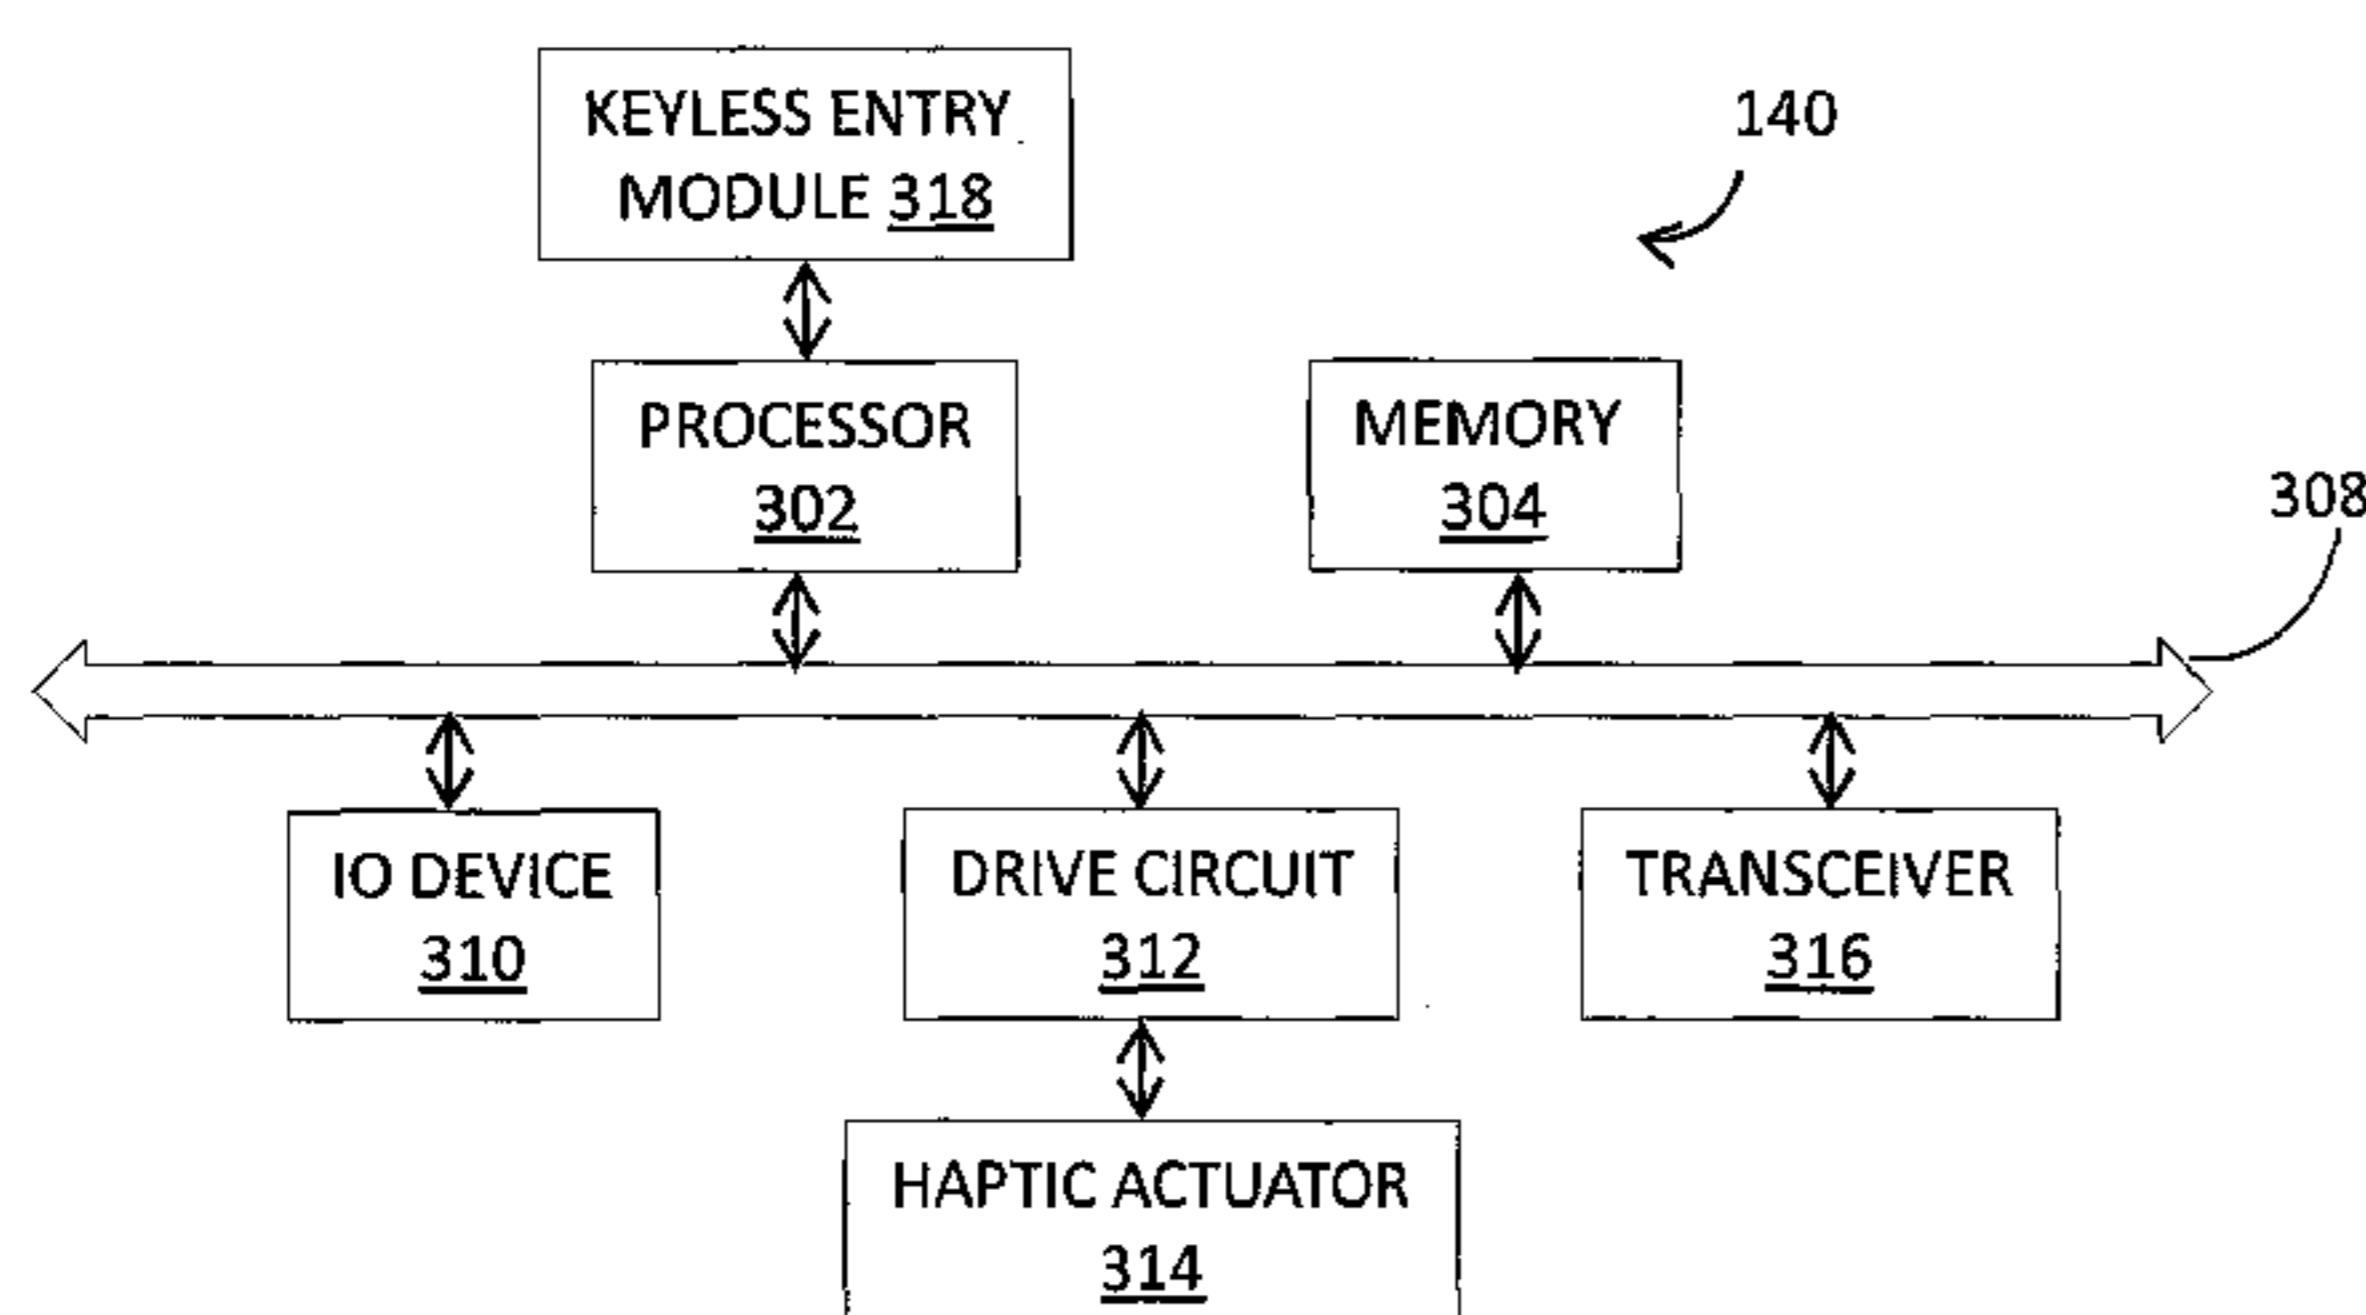 KEYLESS ENTRY
MODULE 318
140
PROCESSOR
302
MEMORY
304
308
IO DEVICE
310
DRIVE CIRCUIT
312
TRANSCEIVER
316
HAPTIC ACTUATOR
314